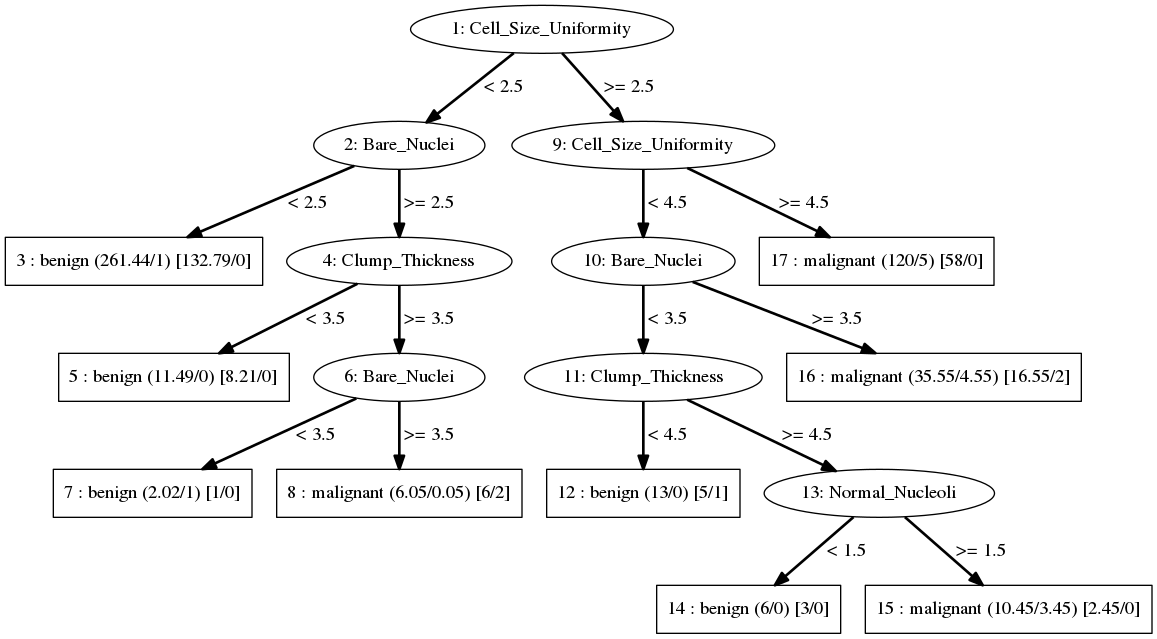 1: Cell_Size_Uniformity
< 2.5
>= 2.5
2: Bare_Nuclei
9: Cell_Size_Uniformity
< 2.5
>= 2.5
< 4.5
>= 4.5
3 : benign (261.44/1) [132.79/0]
4: Clump_Thickness
10: Bare_Nuclei
17 : malignant (120/5) [58/0]
< 3.5
>= 3.5
< 3.5
>= 3.5
5 : benign (11.49/0) [8.21/0]
6: Bare_Nuclei
11: Clump_Thickness
16 : malignant (35.55/4.55) [16.55/2]
< 3.5
>= 3.5
< 4.5
>= 4.5
7 : benign (2.02/1) [1/0]
8 : malignant (6.05/0.05) [6/2]
12 : benign (13/0) [5/1]
13: Normal_Nucleoli
< 1.5
>= 1.5
14 : benign (6/0) [3/0]
15 : malignant (10.45/3.45) [2.45/0]